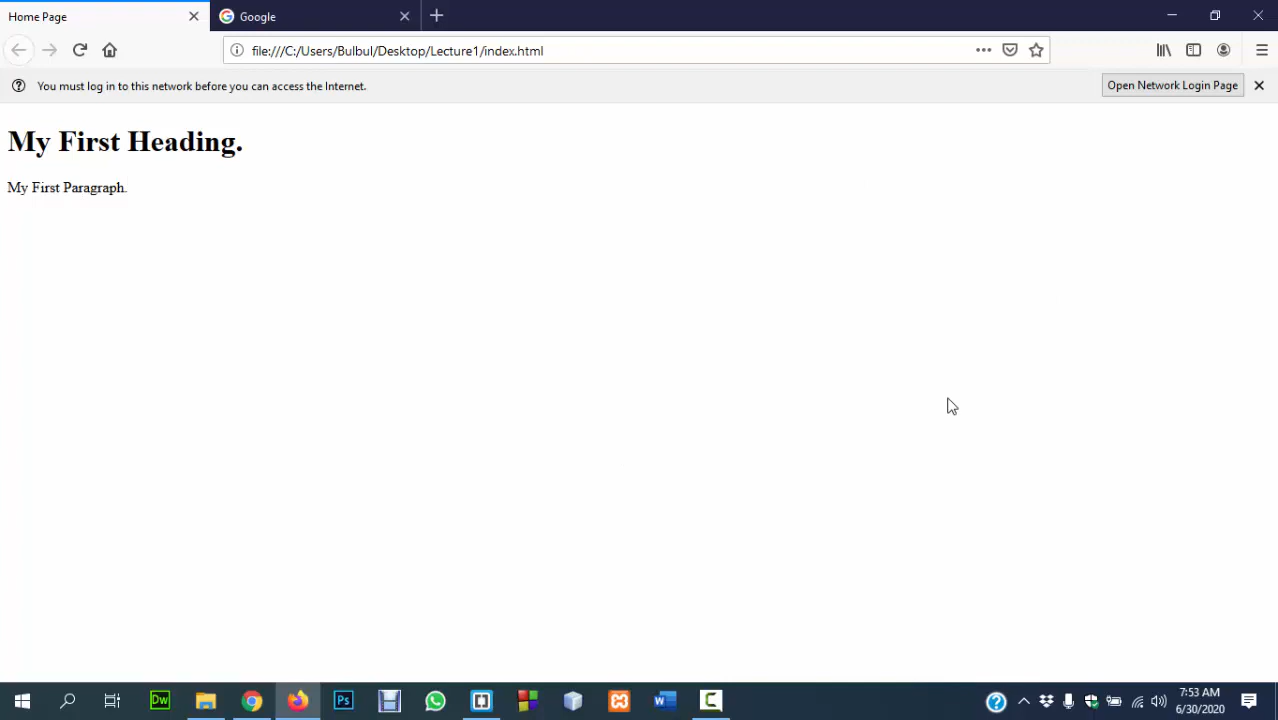 Home Page
Google
file:///C:/Users/Bulbul/Desktop/Lecture1/index.html
You must log in to this network before you can access the Internet.
Open Network Login Page
My First Heading.
My First Paragraph.
Dw
Ps
7:53 AM
6/30/2020